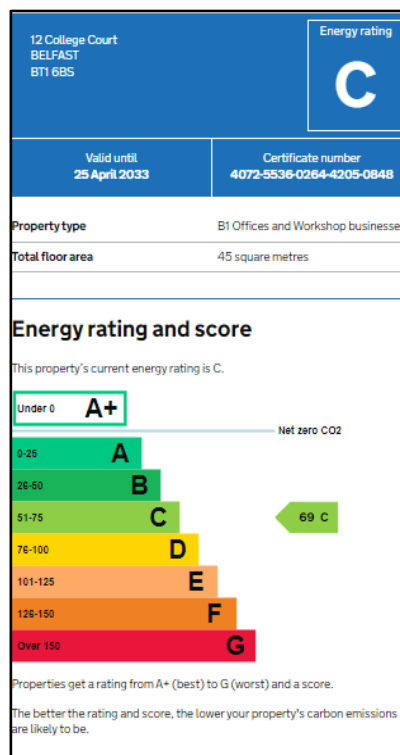 12 College Court
BELFAST
BT1 6BS
Energy rating
C
Valid until
25 April 2033
Certificate number
4072-5536-0264-4205-0848
Property type
B1 Offices and Workshop businesse
Total floor area
45 square metres
Energy rating and score
This property's current energy rating is C.
Under 0 A+
Net zero CO2
0-25 A
26-50 B
51-75 C
69 C
76-100 D
101-125 E
126-150 F
Over 150 G
Properties get a rating from A+ (best) to G (worst) and a score.
The better the rating and score, the lower your property's carbon emissions
are likely to be.